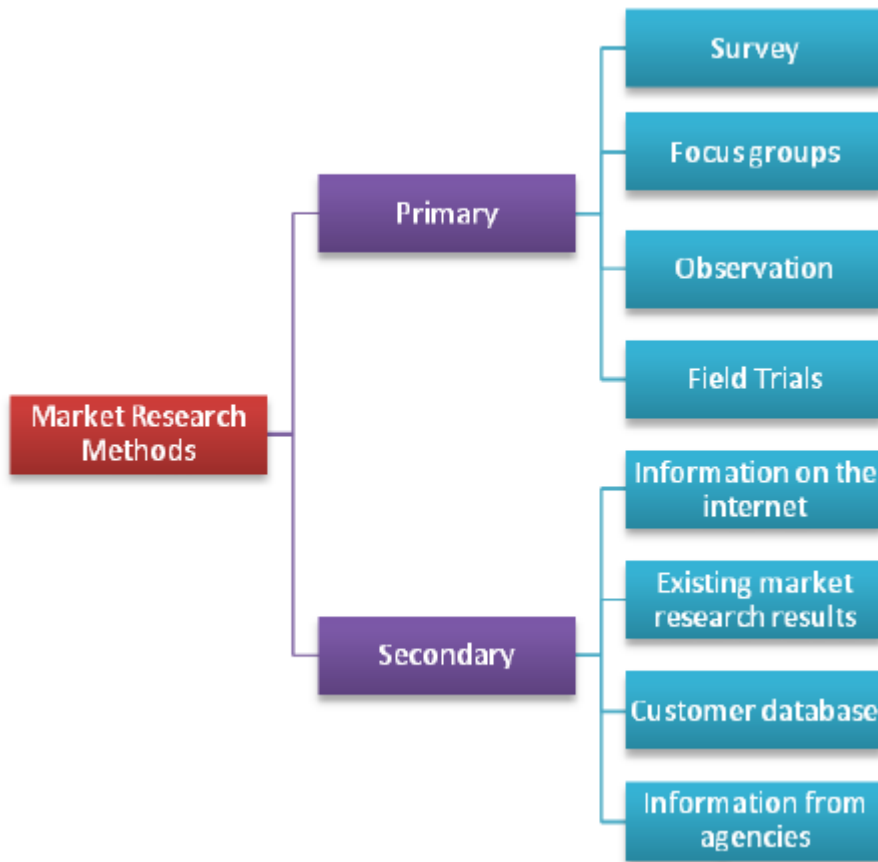 Market Research
Methods
Primary
Survey
Focus groups
Observation
Field Trials
Secondary
Information on the
internet
Existing market
research results
Customer database
Information from
agencies